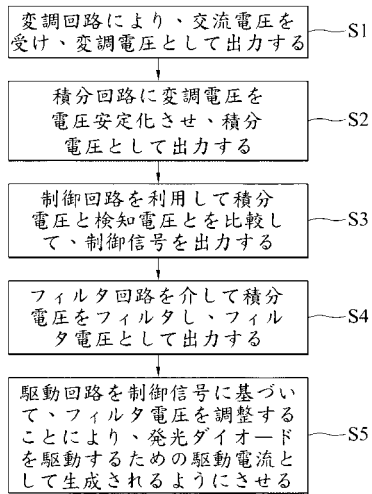 変調回路により、交流電圧を
受け、変調電圧として出力する
S1
積分回路に変調電圧を
電圧安定化させ、積分
電圧として出力する
S2
制御回路を利用して積分
電圧と検知電圧とを比較し
て、制御信号を出力する
S3
フィルタ回路を介して積分
電圧をフィルタし、フィル
タ電圧として出力する
S4
駆動回路を制御信号に基づい
て、フィルタ電圧を調整する
ことにより、発光ダイオード
を駆動するための駆動電流と
して生成されるようにさせる
S5